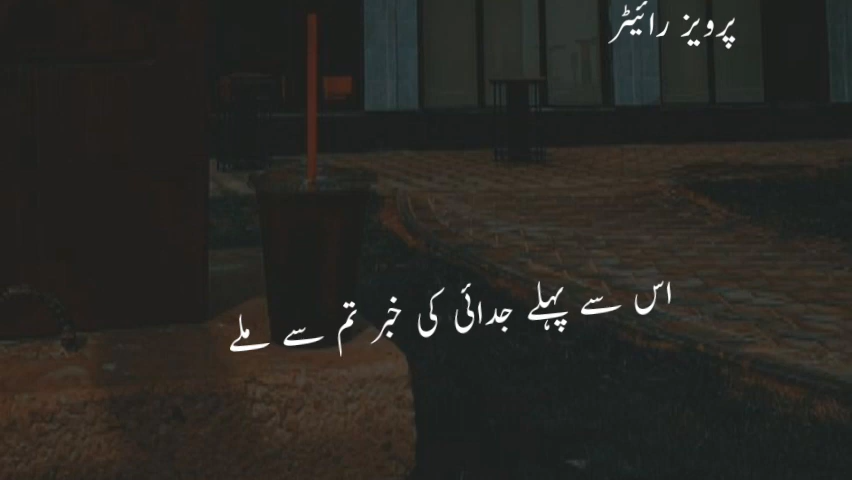 پرویز رائیٹر
اس سے پہلے جدائی کی خبر تم سے ملے